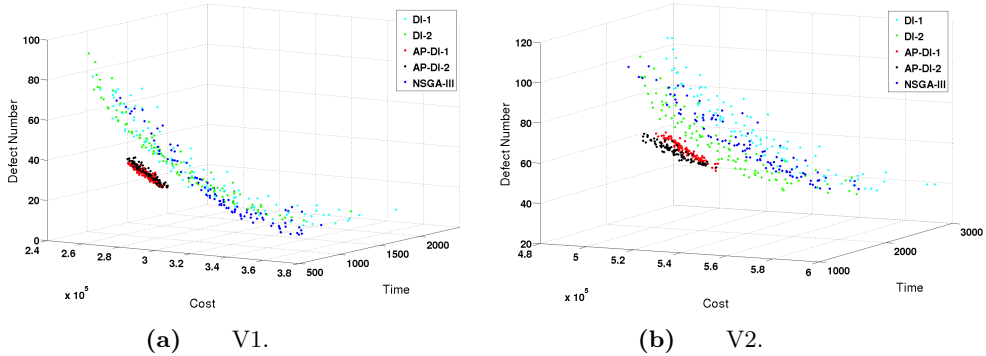 DI-1
DI-2
AP-DI-1
AP-DI-2
NSGA-III
100
80
60
40
20
0
Defect Number
2.4
2.6
2.8
3
3.2
3.4
3.6
3.8
x 10^5
Cost
500
1000
1500
2000
Time
(a) V1.
DI-1
DI-2
AP-DI-1
AP-DI-2
NSGA-III
120
100
80
60
40
20
Defect Number
4.8
5
5.2
5.4
5.6
5.8
6
x 10^5
Cost
1000
2000
3000
Time
(b) V2.